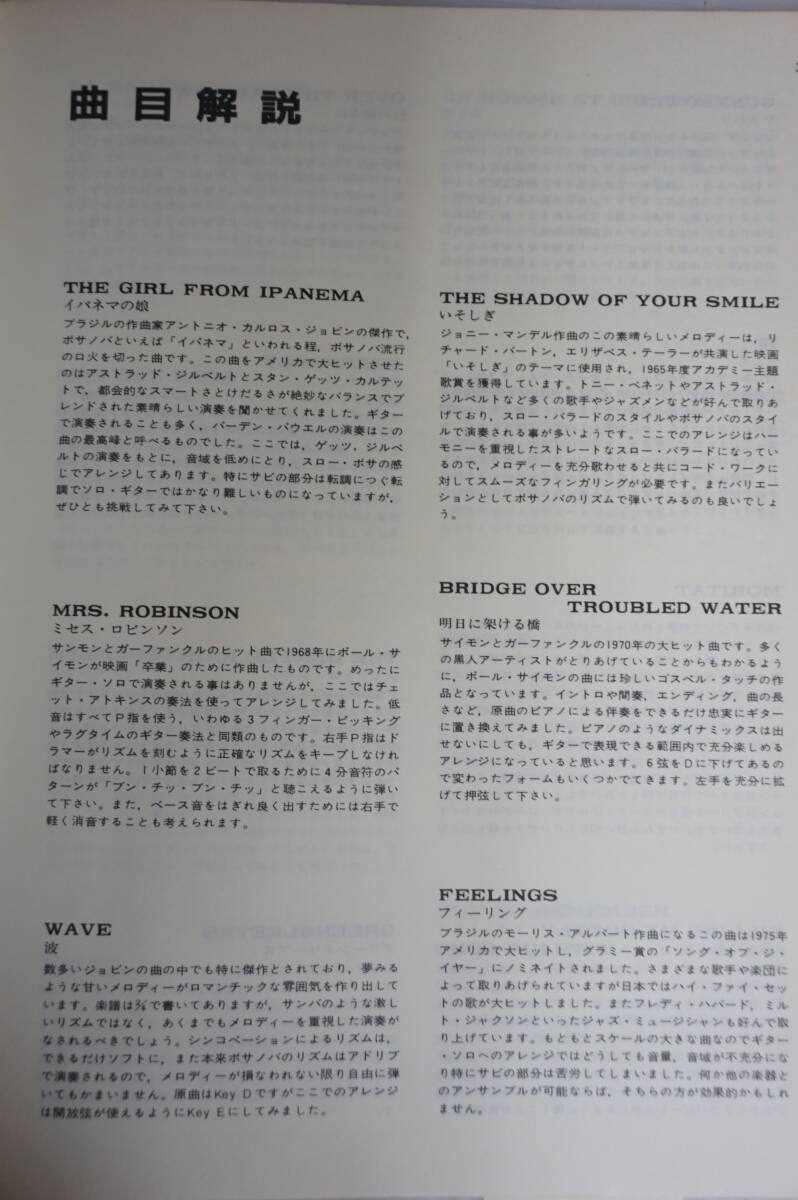 曲目解説
THE GIRL FROM IPANEMA
イパネマの娘
ブラジルの作曲家アントニオ・カルロス・ジョビンの傑作で，
ボサノバといえば「イパネマ」といわれる程，ボサノバ流行
の口火を切った曲です。この曲をアメリカで大ヒットさせた
のはアストラッド・ジルベルトとスタン・ゲッツ・カルテッ
トで，都会的なスマートさとけだるさが絶妙なバランスでブ
レンドされた素晴らしい演奏を聞かせてくれました。ギター
で演奏されることも多く，バーデン・パウエルの演奏はこの
曲の最高峰と呼べるものでした。ここでは，ゲッツ，ジルベ
ルトの演奏をもとに，音域を低めにとり，スロー・ボサの感
じでアレンジしてあります。特にサビの部分は転調につぐ転
調でソロ・ギターではかなり難しいものになっていますが，
ぜひとも挑戦してみて下さい。
MRS. ROBINSON
ミセス・ロビンソン
サンモンとガーファンクルのヒット曲で1968年にポール・サ
イモンが映画「卒業」のために作曲したものです。めったに
ギター・ソロで演奏される事はありませんが，ここではチェ
ット・アトキンスの奏法を使ってアレンジしてみました。低
音はすべてP指を使う，いわゆる3フィンガー・ピッキング
やラグタイムのギター奏法と同類のものです。右手P指はド
ラマーがリズムを刻むように正確なリズムをキープしなけれ
ばなりません。1小節を2ビートで取るために4分音符のパ
ターンが「ブン・チッ・ブン・チッ」と聴こえるように弾い
て下さい。また，ベース音をはぎれ良く出すためには右手で
軽く消音することも考えられます。
WAVE
波
数多いジョビンの曲の中でも特に傑作とされており，夢みる
ような甘いメロディーがロマンチックな雰囲気を作り出して
います。楽譜は2/4で書いてありますが，サンバのような激し
いリズムではなく，あくまでもメロディーを重視した演奏が
なされるべきでしょう。シンコペーションによるリズムは，
できるだけソフトに，また本来ボサノバのリズムはアドリブ
で演奏されるので，メロディーが損なわれない限り自由に弾
いてもかまいません。原曲はKey Dですがここでのアレンジ
は開放弦が使えるようにKey Eにしてみました。
THE SHADOW OF YOUR SMILE
いそしぎ
ジョニー・マンデル作曲のこの素晴らしいメロディーは，リ
チャード・バートン，エリザベス・テーラーが共演した映画
「いそしぎ」のテーマに使用され，1965年度アカデミー主題
歌賞を獲得しています。トニー・ベネットやアストラッド・
ジルベルトなど多くの歌手やジャズメンなどが好んで取りあ
げており，スロー・バラードのスタイルやボサノバのスタイ
ルで演奏される事が多いようです。ここでのアレンジはハー
モニーを重視したストレートなスロー・バラードになってい
るので，メロディーを充分歌わせると共にコード・ワークに
対してスムーズなフィンガリングが必要です。またバリエー
ションとしてボサノバのリズムで弾いてみるのも良いでしょ
う。
BRIDGE OVER
TROUBLED WATER
明日に架ける橋
サイモンとガーファンクルの1970年の大ヒット曲です。多く
の黒人アーティストがとりあげていることからもわかるよう
に，ポール・サイモンの曲には珍しいゴスペル・タッチの作
品となっています。イントロや間奏，エンディング，曲の長
さなど，原曲のピアノによる伴奏をできるだけ忠実にギター
に置き換えてみました。ピアノのようなダイナミックスは出
せないにしても，ギターで表現できる範囲内で充分楽しめる
アレンジになっていると思います。6弦をDに下げてあるの
で変わったフォームもいくつかでてきます。左手を充分に拡
げて押弦して下さい。
FEELINGS
フィーリング
ブラジルのモーリス・アルバート作曲になるこの曲は1975年
アメリカで大ヒットし，グラミー賞の「ソング・オブ・ジ・
イヤー」にノミネイトされました。さまざまな歌手や楽団に
よって取りあげられていますが日本ではハイ・ファイ・セッ
トの歌が大ヒットしました。またフレディ・ハバード，ミル
ト・ジャクソンといったジャズ・ミュージシャンも好んで取
り上げています。もともとスケールの大きな曲なのでギター
・ソロへのアレンジではどうしても音量，音域が不充分にな
り特にサビの部分は苦労してしまいました。何か他の楽器と
のアンサンブルが可能ならば，そちらの方が効果的かもしれ
ません。